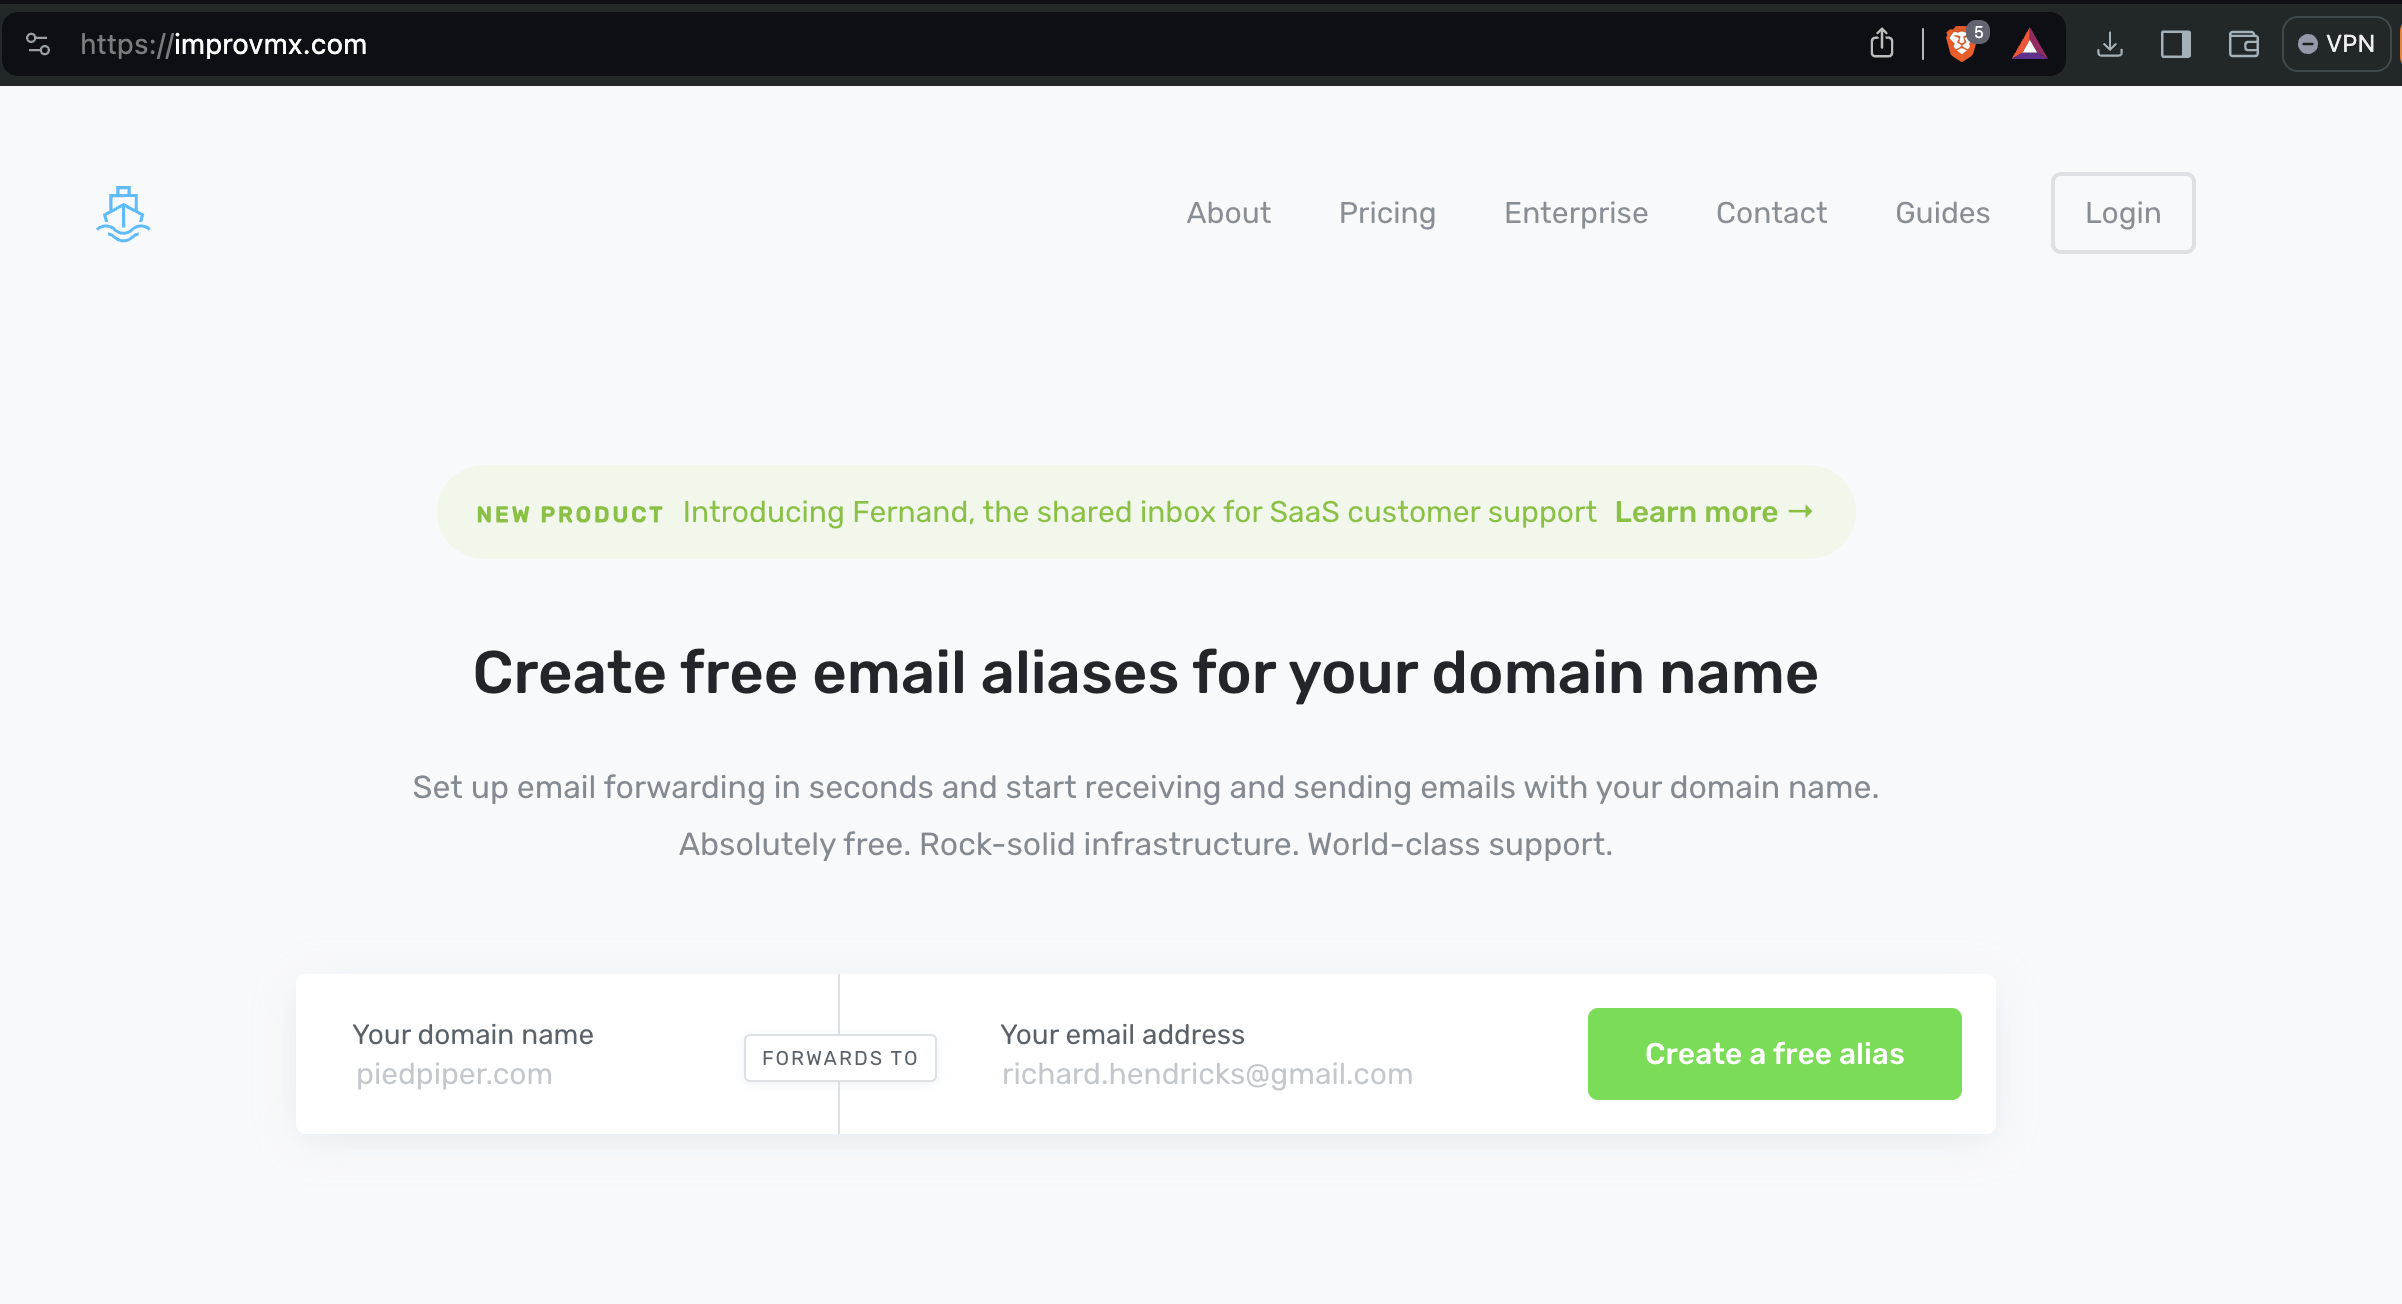 https://improvmx.com
5
VPN
About Pricing Enterprise Contact Guides Login
NEW PRODUCT Introducing Fernand, the shared inbox for SaaS customer support Learn more →
Create free email aliases for your domain name
Set up email forwarding in seconds and start receiving and sending emails with your domain name.
Absolutely free. Rock-solid infrastructure. World-class support.
Your domain name
piedpiper.com
FORWARDS TO
Your email address
richard.hendricks@gmail.com
Create a free alias